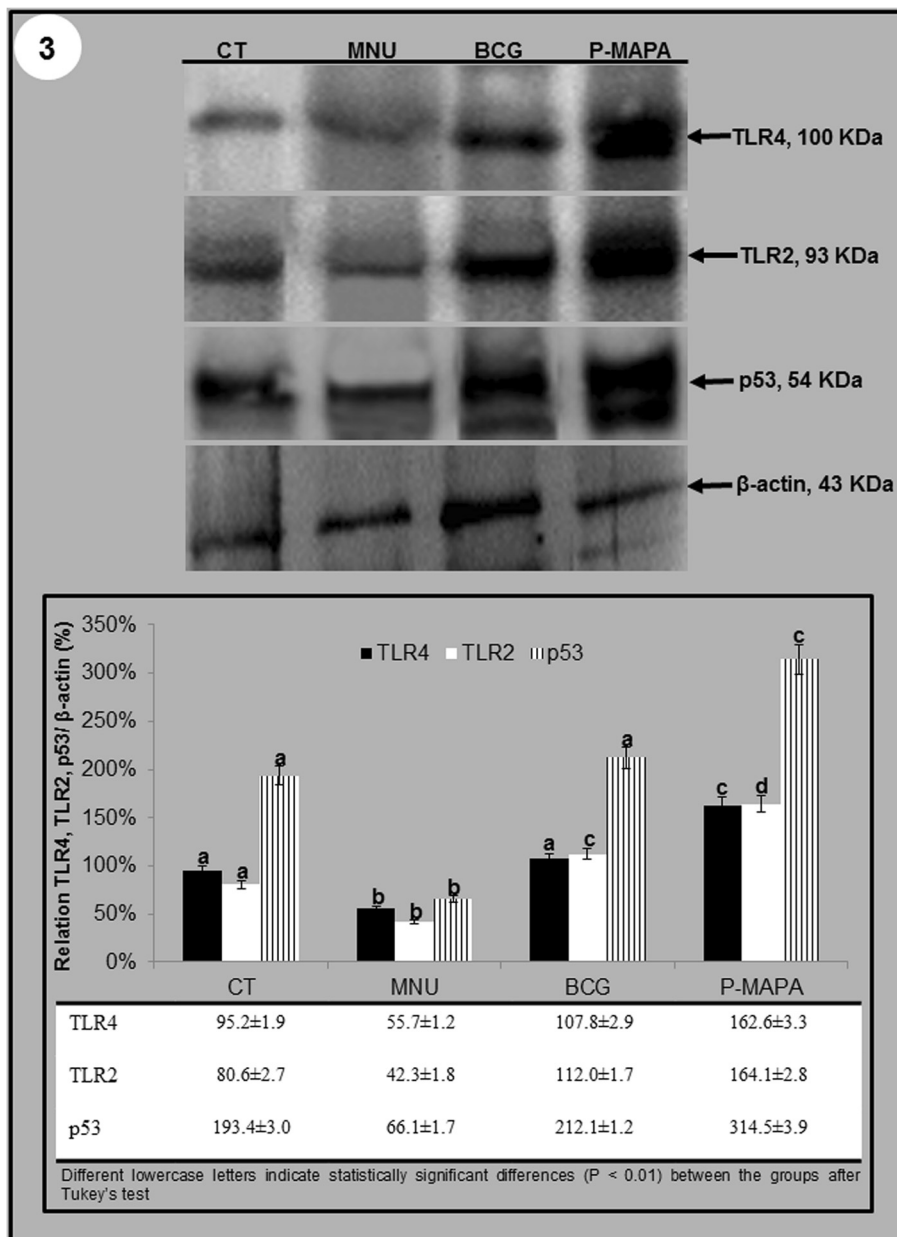 3
CT MNU BCG P-MAPA
TLR4, 100 KDa
TLR2, 93 KDa
p53, 54 KDa
β-actin, 43 KDa
Relation TLR4, TLR2, p53/ β-actin (%)
350%
300%
250%
200%
150%
100%
50%
0%
TLR4 TLR2 p53
a a a
b b b
a c a
c d c
CT MNU BCG P-MAPA
TLR4 95.2±1.9 55.7±1.2 107.8±2.9 162.6±3.3
TLR2 80.6±2.7 42.3±1.8 112.0±1.7 164.1±2.8
p53 193.4±3.0 66.1±1.7 212.1±1.2 314.5±3.9
Different lowercase letters indicate statistically significant differences (P < 0.01) between the groups after
Tukey's test